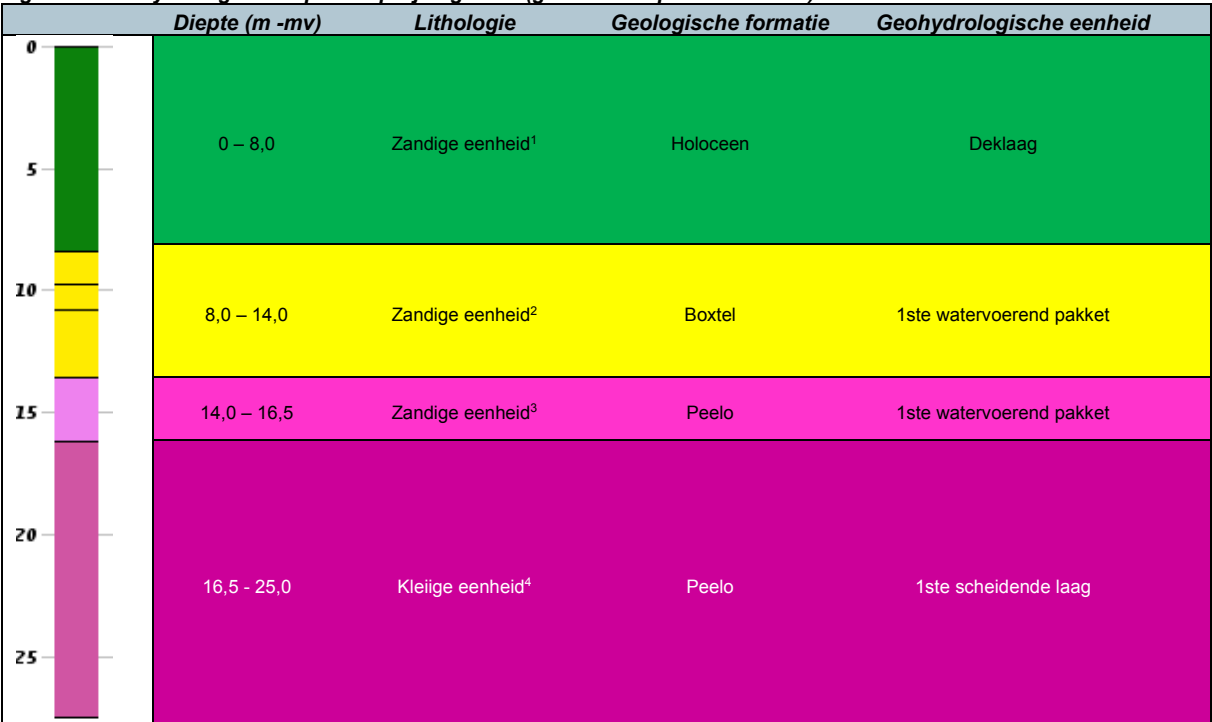 Diepte (m -mv) Lithologie Geologische formatie Geohydrologische eenheid
0
0 – 8,0 Zandige eenheid¹ Holoceen Deklaag
5
10
8,0 – 14,0 Zandige eenheid² Boxtel 1ste watervoerend pakket
15
14,0 – 16,5 Zandige eenheid³ Peelo 1ste watervoerend pakket
20
16,5 - 25,0 Kleiige eenheid⁴ Peelo 1ste scheidende laag
25